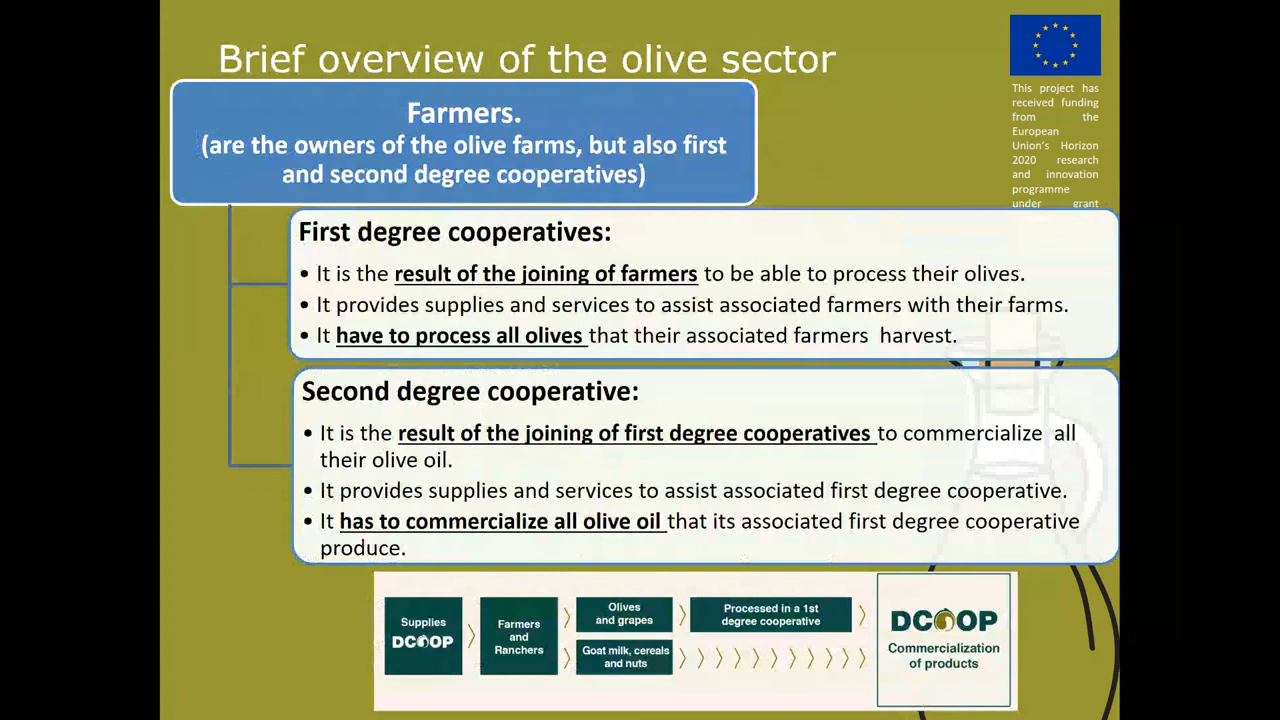 Brief overview of the olive sector
This project has
received funding
from the
European
Union's Horizon
2020 research
and innovation
programme
under grant
Farmers.
(are the owners of the olive farms, but also first
and second degree cooperatives)
First degree cooperatives:
• It is the result of the joining of farmers to be able to process their olives.
• It provides supplies and services to assist associated farmers with their farms.
• It have to process all olives that their associated farmers harvest.
Second degree cooperative:
• It is the result of the joining of first degree cooperatives to commercialize all
their olive oil.
• It provides supplies and services to assist associated first degree cooperative.
• It has to commercialize all olive oil that its associated first degree cooperative
produce.
Supplies
DCOOP
Farmers
and
Ranchers
Olives
and grapes
Goat milk, cereals
and nuts
Processed in a 1st
degree cooperative
DCOOP
Commercialization
of products